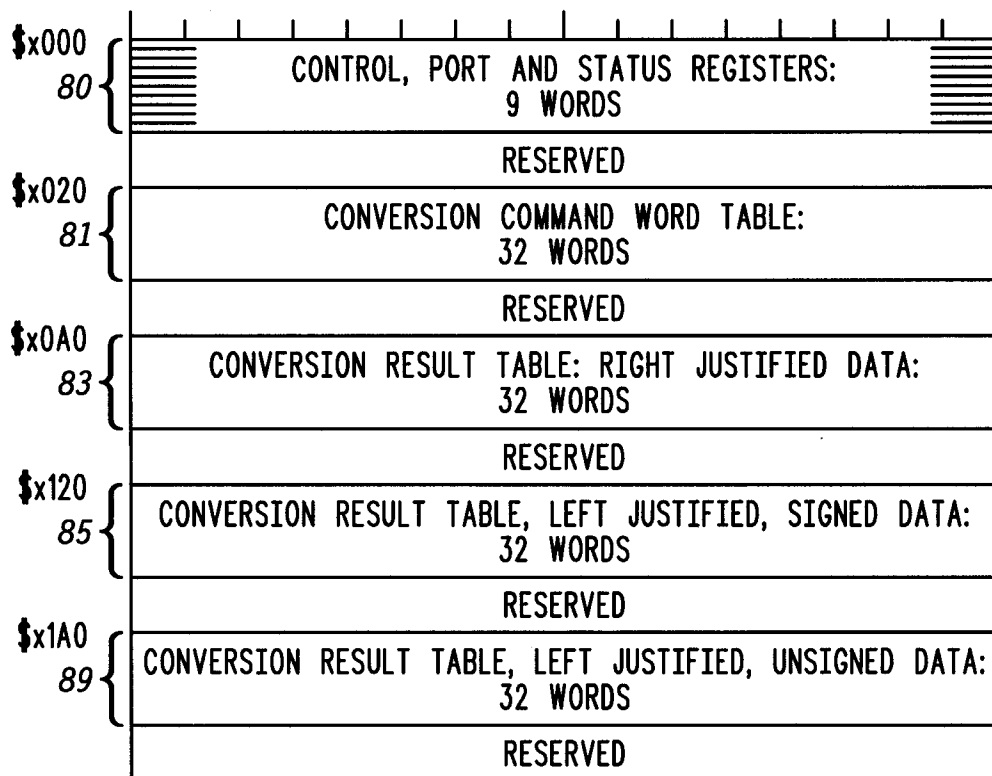 $x000
80
CONTROL, PORT AND STATUS REGISTERS:
9 WORDS
RESERVED
$x020
81
CONVERSION COMMAND WORD TABLE:
32 WORDS
RESERVED
$x0A0
83
CONVERSION RESULT TABLE: RIGHT JUSTIFIED DATA:
32 WORDS
RESERVED
$x120
85
CONVERSION RESULT TABLE, LEFT JUSTIFIED, SIGNED DATA:
32 WORDS
RESERVED
$x1A0
89
CONVERSION RESULT TABLE, LEFT JUSTIFIED, UNSIGNED DATA:
32 WORDS
RESERVED